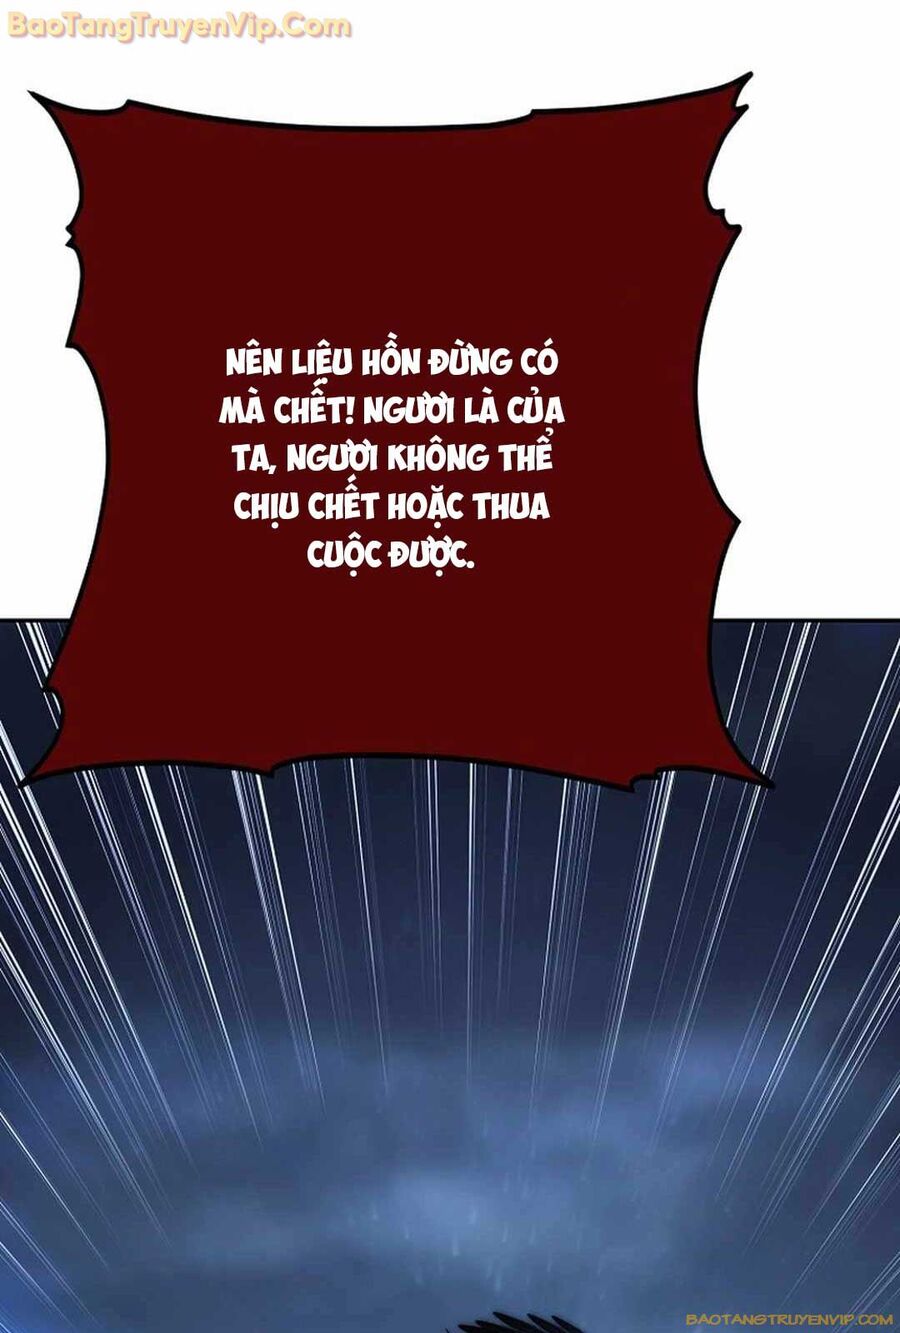 BaoTangTruyenVip.Com
NÊN LIỆU HỒN ĐỪNG CÓ
MÀ CHẾT! NGƯƠI LÀ CỦA
TA, NGƯƠI KHÔNG THỂ
CHỊU CHẾT HOẶC THUA
CUỘC ĐƯỢC.
BAOTANGTRUYENVIP.COM